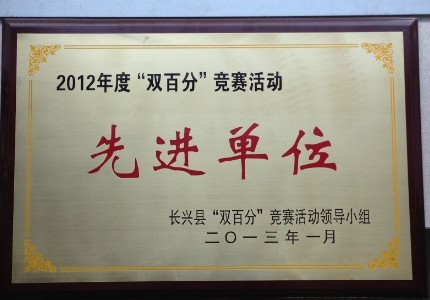 2012年度“双百分”竞赛活动
先进单位
长兴县“双百分”竞赛活动领导小组
二〇一三年一月